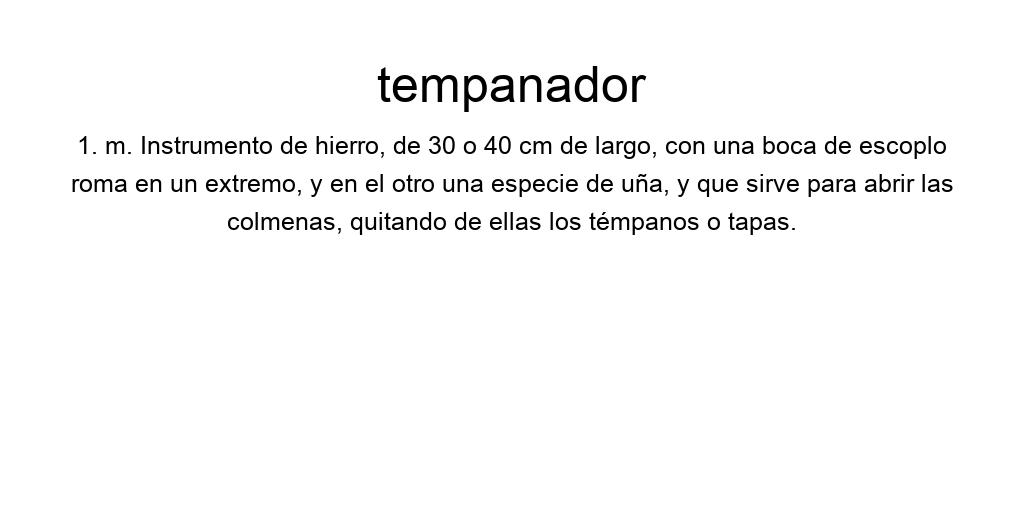 tempanador
1. m. Instrumento de hierro, de 30 o 40 cm de largo, con una boca de escoplo
roma en un extremo, y en el otro una especie de uña, y que sirve para abrir las
colmenas, quitando de ellas los témpanos o tapas.